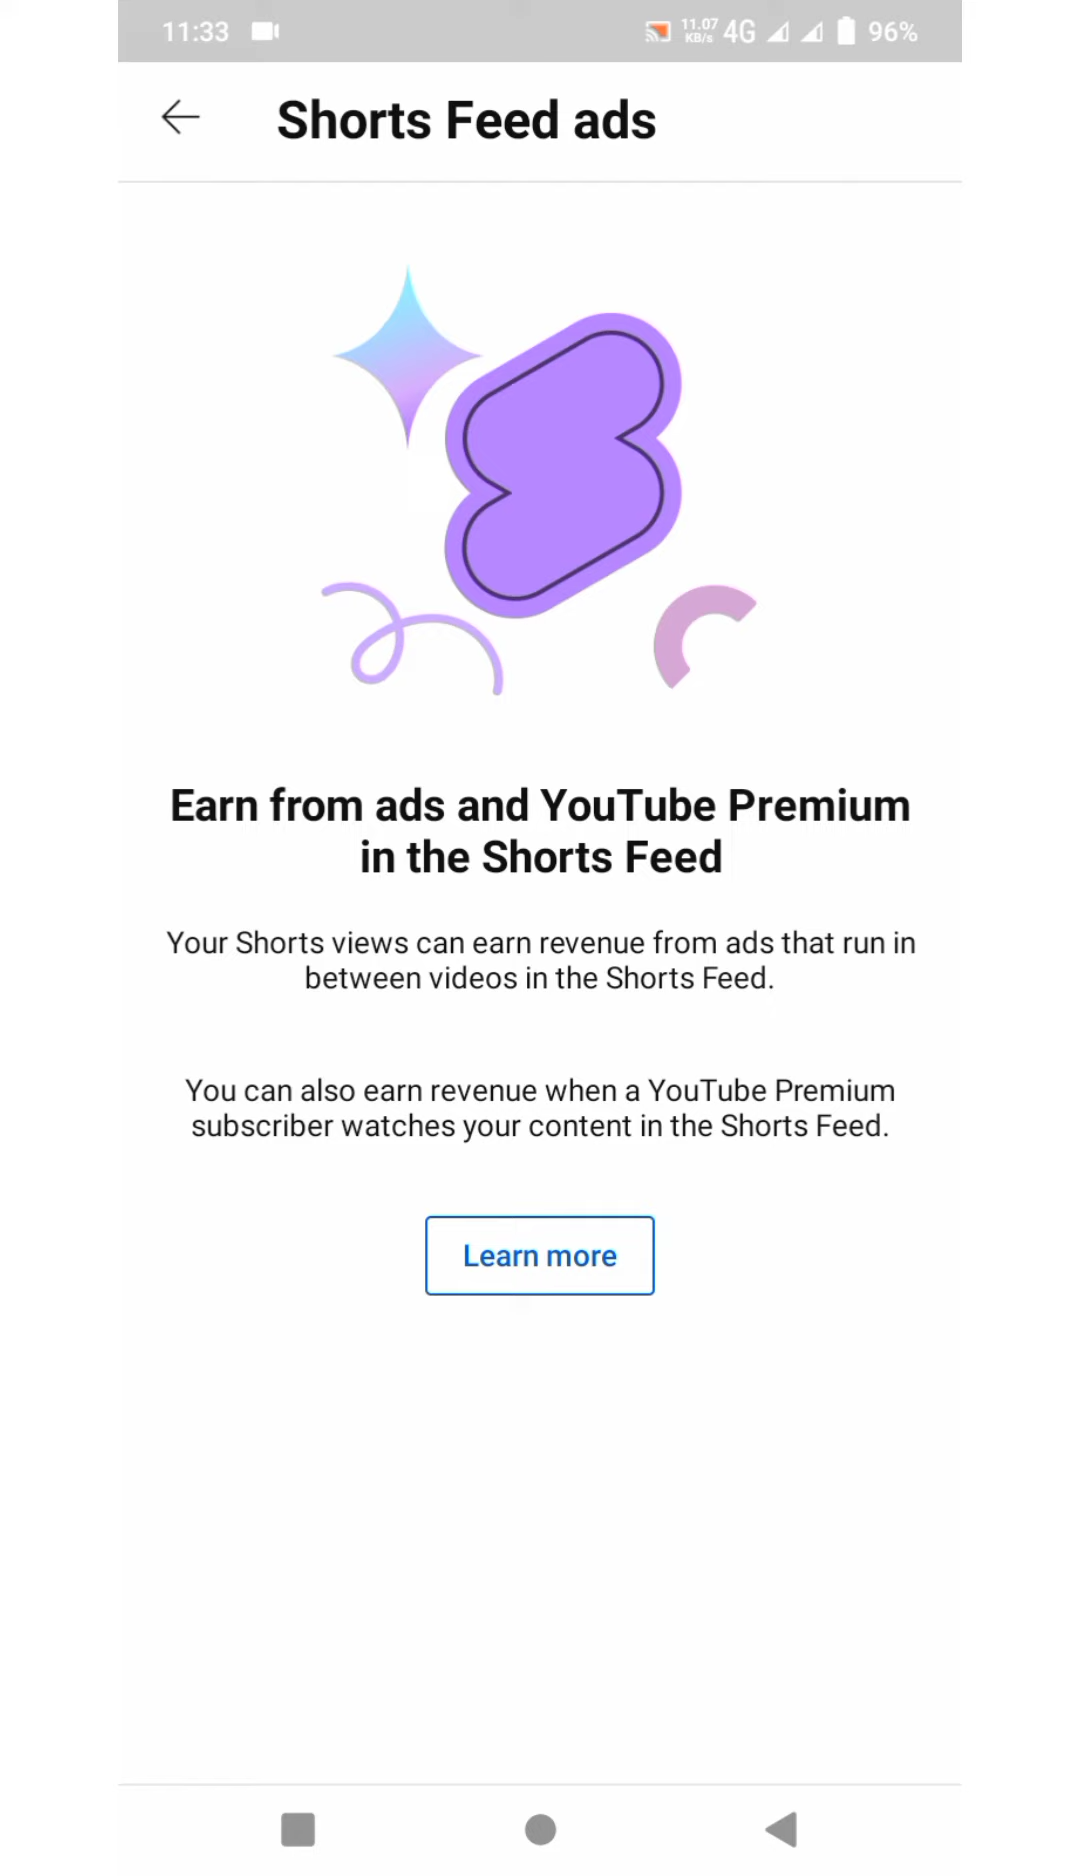 11:33 11.07 KB/s 4G 96%
Shorts Feed ads
Earn from ads and YouTube Premium
in the Shorts Feed
Your Shorts views can earn revenue from ads that run in
between videos in the Shorts Feed.
You can also earn revenue when a YouTube Premium
subscriber watches your content in the Shorts Feed.
Learn more